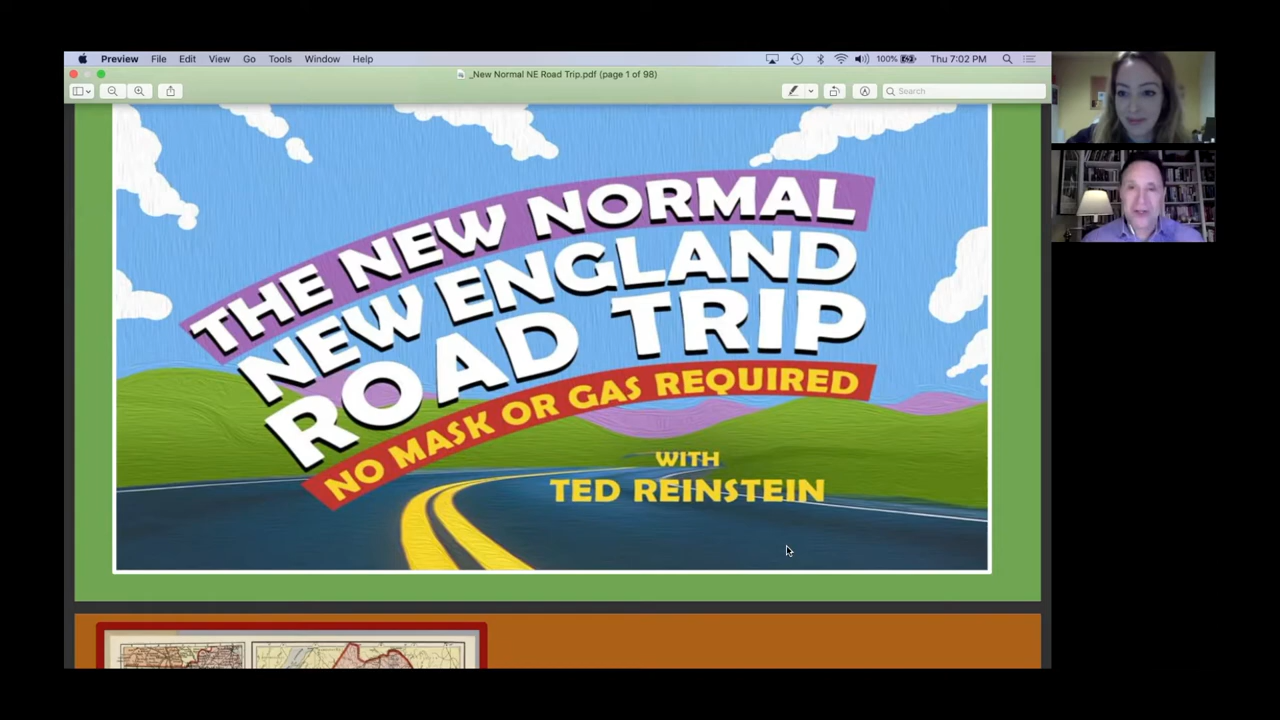 Preview File Edit View Go Tools Window Help 100% Thu 7:02 PM
_New Normal NE Road Trip.pdf (page 1 of 98)
Search
THE NEW NORMAL
NEW ENGLAND
ROAD TRIP
NO MASK OR GAS REQUIRED
WITH
TED REINSTEIN